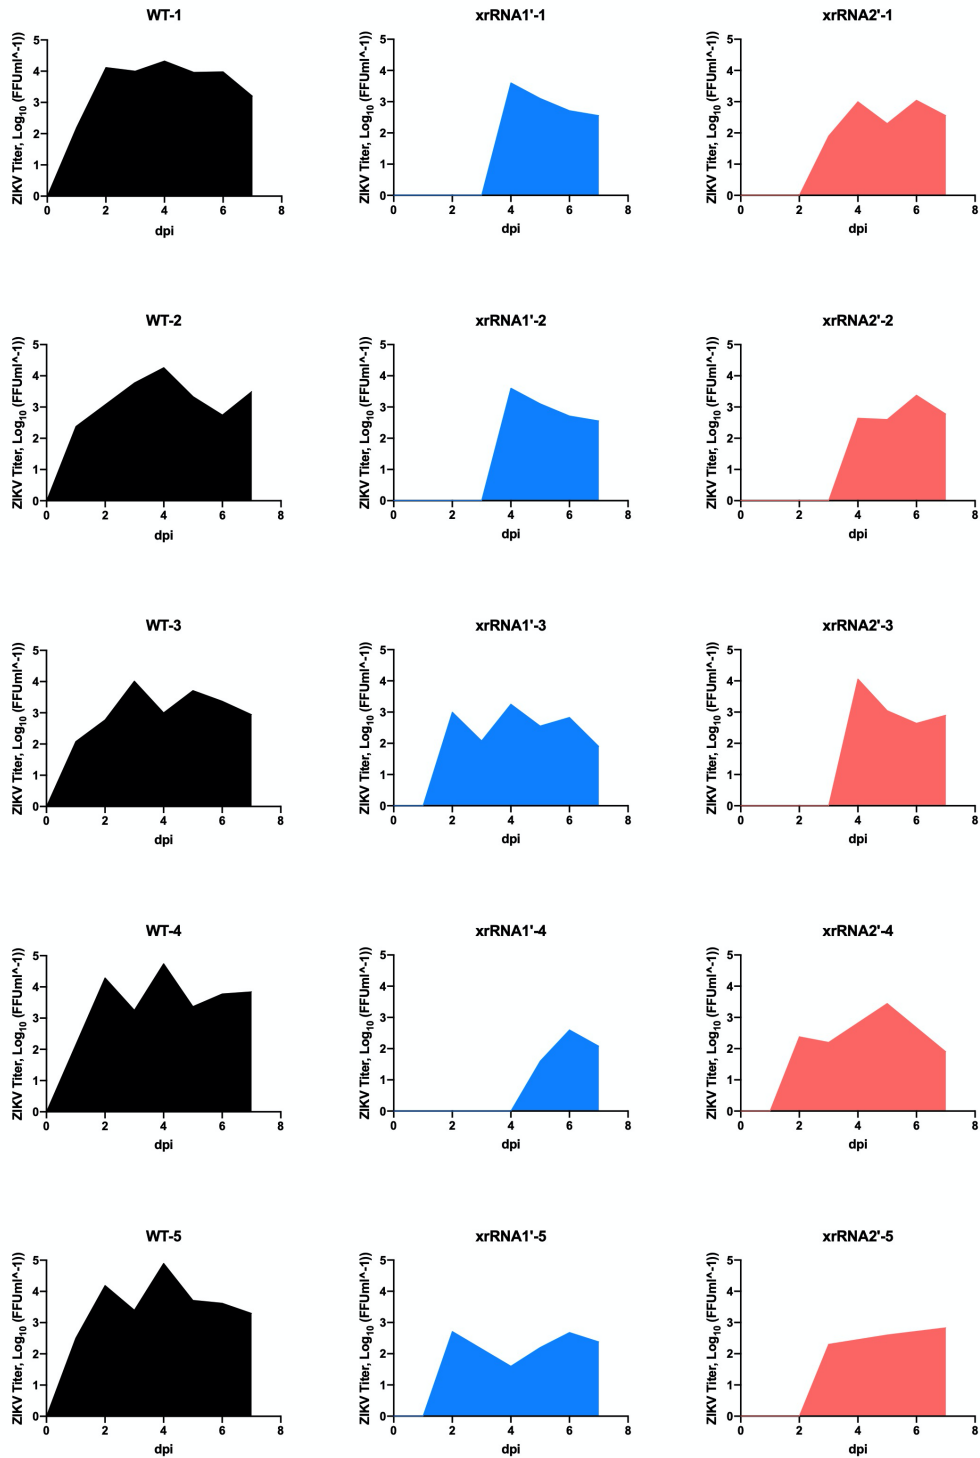 WT-1 xrRNA1'-1 xrRNA2'-1
ZIKV Titer, Log10 (FFUml^-1)) ZIKV Titer, Log10 (FFUml^-1)) ZIKV Titer, Log10 (FFUml^-1))
5 5 5
4 4 4
3 3 3
2 2 2
1 1 1
0 0 0
0 2 4 6 8 0 2 4 6 8 0 2 4 6 8
dpi dpi dpi
WT-2 xrRNA1'-2 xrRNA2'-2
ZIKV Titer, Log10 (FFUml^-1)) ZIKV Titer, Log10 (FFUml^-1)) ZIKV Titer, Log10 (FFUml^-1))
5 5 5
4 4 4
3 3 3
2 2 2
1 1 1
0 0 0
0 2 4 6 8 0 2 4 6 8 0 2 4 6 8
dpi dpi dpi
WT-3 xrRNA1'-3 xrRNA2'-3
ZIKV Titer, Log10 (FFUml^-1)) ZIKV Titer, Log10 (FFUml^-1)) ZIKV Titer, Log10 (FFUml^-1))
5 5 5
4 4 4
3 3 3
2 2 2
1 1 1
0 0 0
0 2 4 6 8 0 2 4 6 8 0 2 4 6 8
dpi dpi dpi
WT-4 xrRNA1'-4 xrRNA2'-4
ZIKV Titer, Log10 (FFUml^-1)) ZIKV Titer, Log10 (FFUml^-1)) ZIKV Titer, Log10 (FFUml^-1))
5 5 5
4 4 4
3 3 3
2 2 2
1 1 1
0 0 0
0 2 4 6 8 0 2 4 6 8 0 2 4 6 8
dpi dpi dpi
WT-5 xrRNA1'-5 xrRNA2'-5
ZIKV Titer, Log10 (FFUml^-1)) ZIKV Titer, Log10 (FFUml^-1)) ZIKV Titer, Log10 (FFUml^-1))
5 5 5
4 4 4
3 3 3
2 2 2
1 1 1
0 0 0
0 2 4 6 8 0 2 4 6 8 0 2 4 6 8
dpi dpi dpi